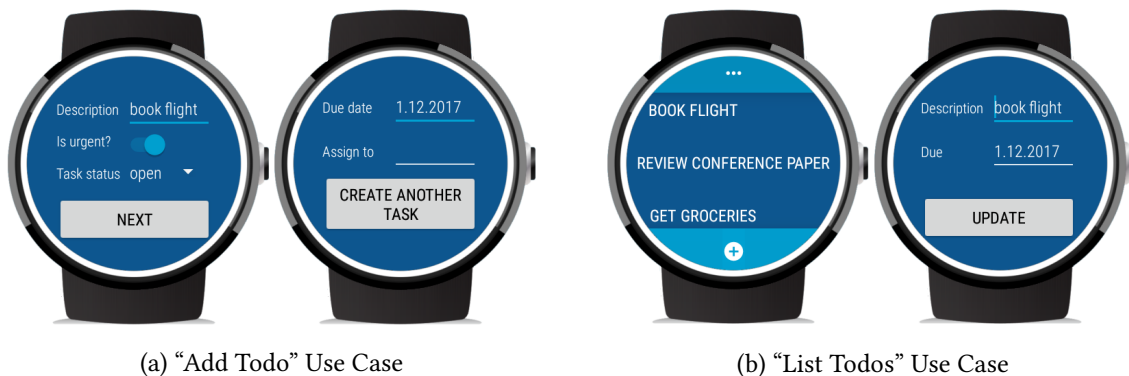 Description book flight
Is urgent?
Task status open
NEXT
Due date 1.12.2017
Assign to
CREATE ANOTHER
TASK
BOOK FLIGHT
REVIEW CONFERENCE PAPER
GET GROCERIES
Description book flight
Due 1.12.2017
UPDATE
(a) “Add Todo” Use Case
(b) “List Todos” Use Case